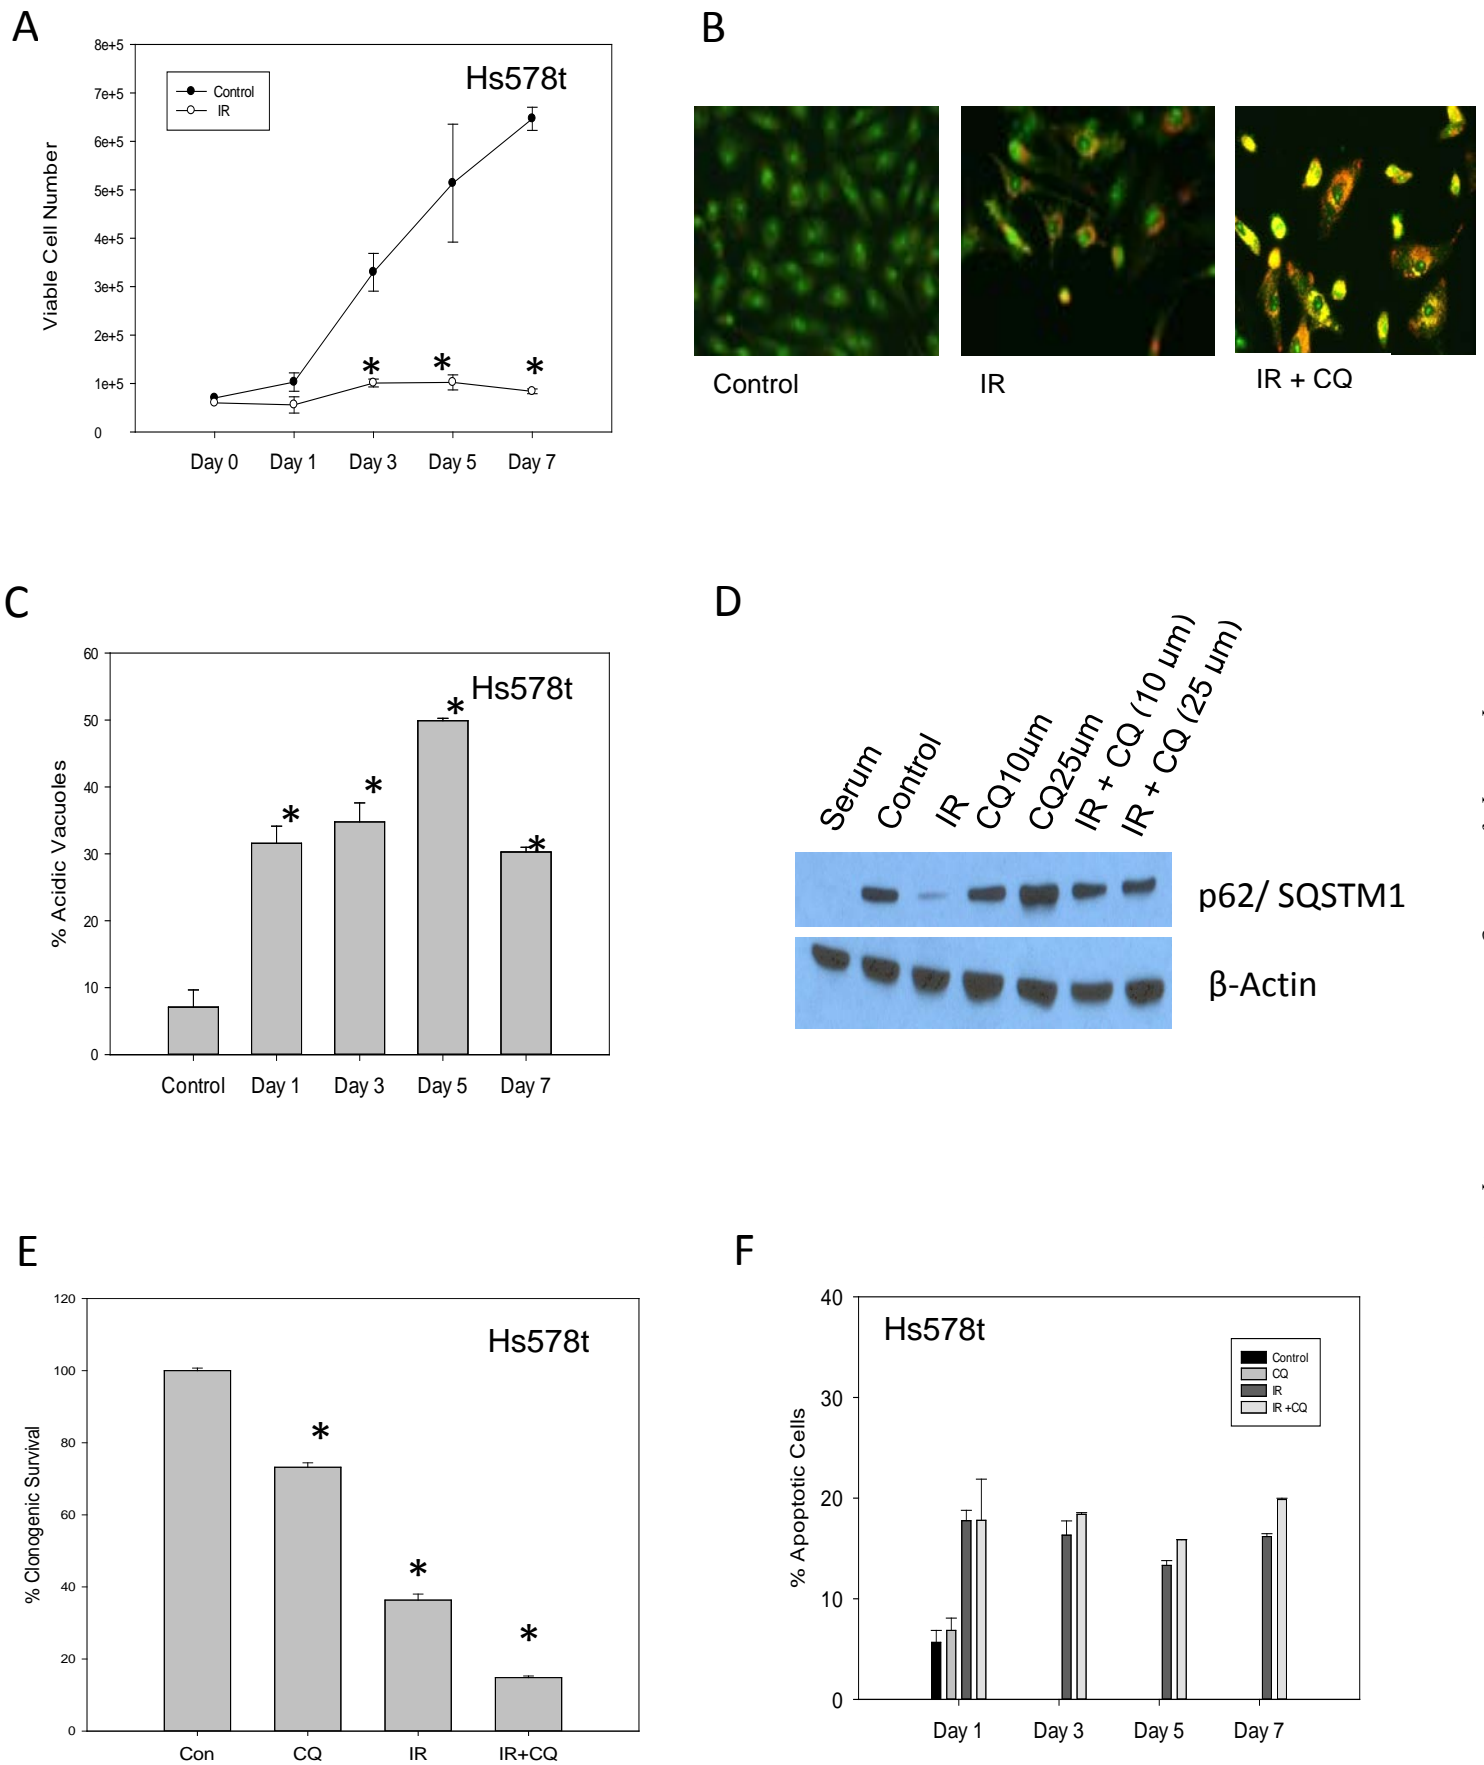 A
8e+5
7e+5
6e+5
5e+5
4e+5
3e+5
2e+5
1e+5
0
Viable Cell Number
Hs578t
Control
IR
*
*
*
Day 0 Day 1 Day 3 Day 5 Day 7
B
Control
IR
IR + CQ
C
60
50
40
30
20
10
0
% Acidic Vacuoles
Hs578t
*
*
*
*
Control Day 1 Day 3 Day 5 Day 7
D
Serum
Control
IR
CQ10um
CQ25um
IR + CQ (10 um)
IR + CQ (25 um)
p62/ SQSTM1
β-Actin
E
120
100
80
60
40
20
0
% Clonogenic Survival
Hs578t
*
*
*
Con CQ IR IR+CQ
F
40
30
20
10
0
% Apoptotic Cells
Hs578t
Control
CQ
IR
IR +CQ
Day 1 Day 3 Day 5 Day 7